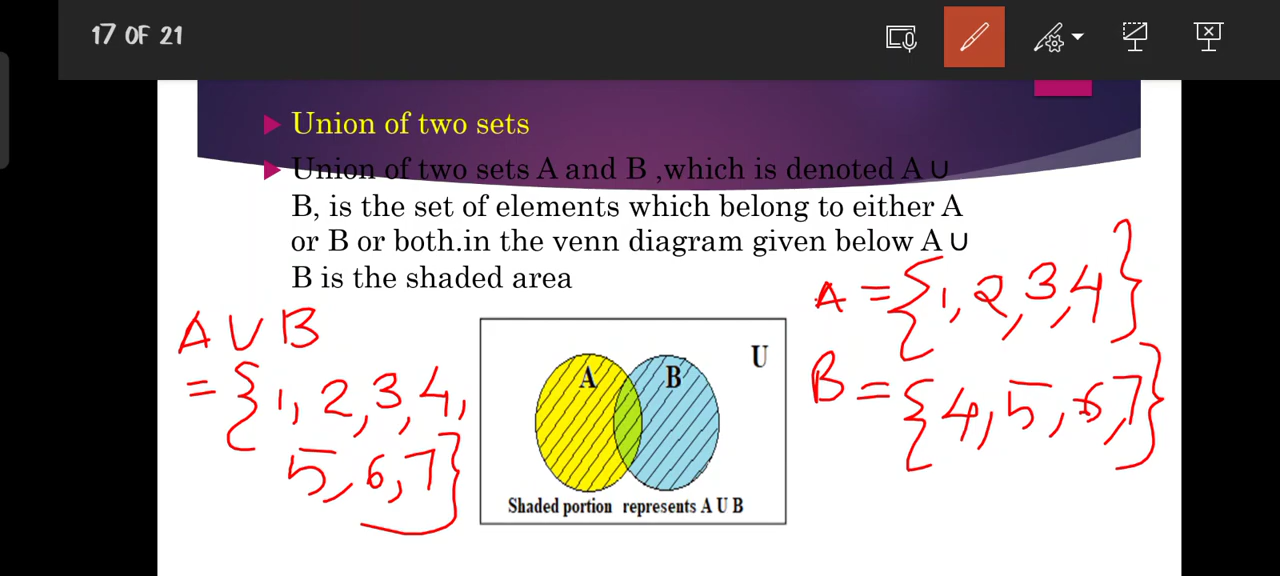 17 OF 21
Union of two sets
Union of two sets A and B ,which is denoted A ∪
B, is the set of elements which belong to either A
or B or both.in the venn diagram given below A ∪
B is the shaded area
A = {1, 2, 3, 4}
B = {4, 5, 6, 7}
A U B
= {1, 2, 3, 4,
5, 6, 7}
U
A B
Shaded portion represents A U B